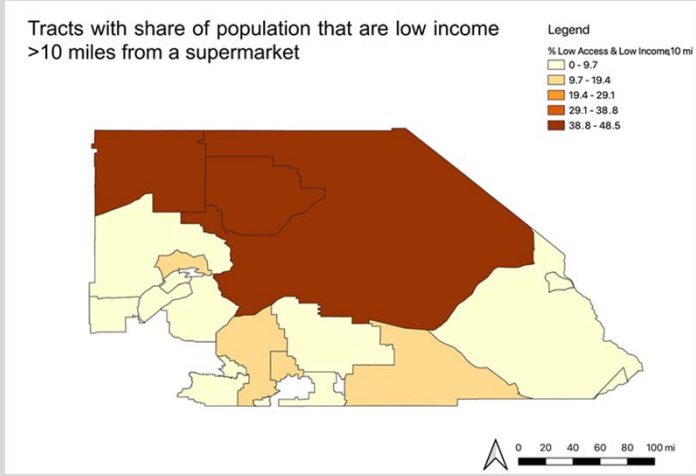 Tracts with share of population that are low income
>10 miles from a supermarket
Legend
% Low Access & Low Income,10 mi
0 - 9.7
9.7 - 19.4
19.4 - 29.1
29.1 - 38.8
38.8 - 48.5
0 20 40 60 80 100 mi